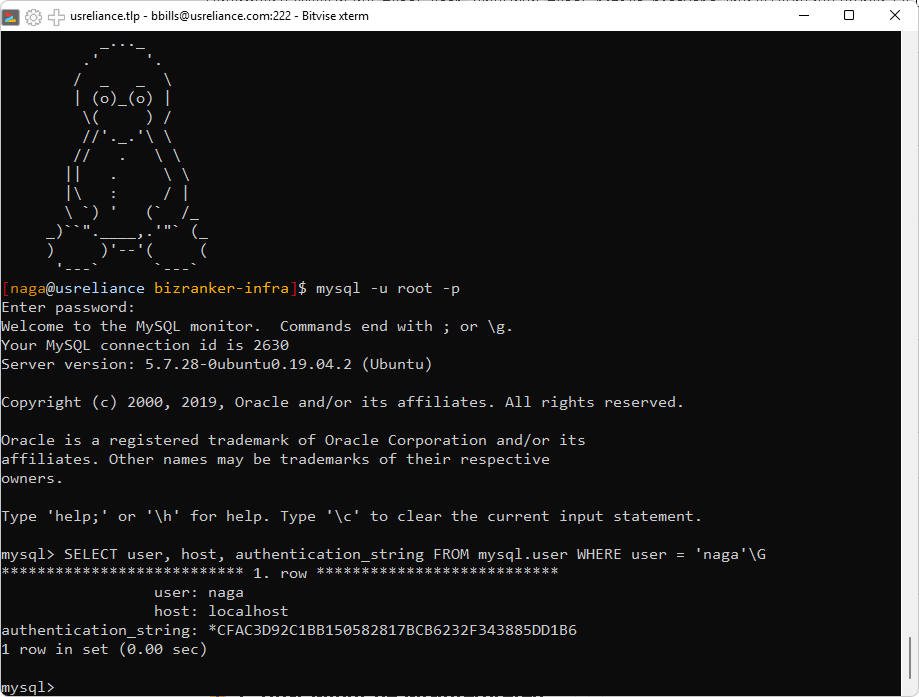 usreliance.tlp - bbills@usreliance.com:222 - Bitvise xterm
[naga@usreliance bizranker-infra]$ mysql -u root -p
Enter password:
Welcome to the MySQL monitor.  Commands end with ; or \g.
Your MySQL connection id is 2630
Server version: 5.7.28-0ubuntu0.19.04.2 (Ubuntu)
Copyright (c) 2000, 2019, Oracle and/or its affiliates. All rights reserved.
Oracle is a registered trademark of Oracle Corporation and/or its
affiliates. Other names may be trademarks of their respective
owners.
Type 'help;' or '\h' for help. Type '\c' to clear the current input statement.
mysql> SELECT user, host, authentication_string FROM mysql.user WHERE user = 'naga'\G
*************************** 1. row ***************************
user: naga
host: localhost
authentication_string: *CFAC3D92C1BB150582817BCB6232F343885DD1B6
1 row in set (0.00 sec)
mysql>